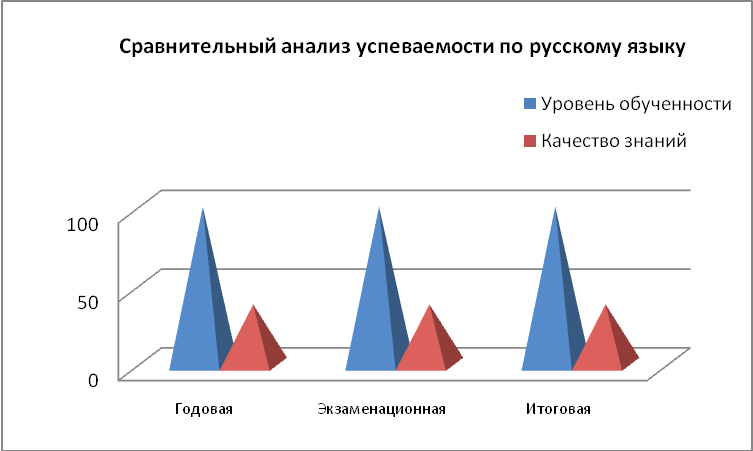 Сравнительный анализ успеваемости по русскому языку
Уровень обученности
Качество знаний
100
50
0
Годовая
Экзаменационная
Итоговая